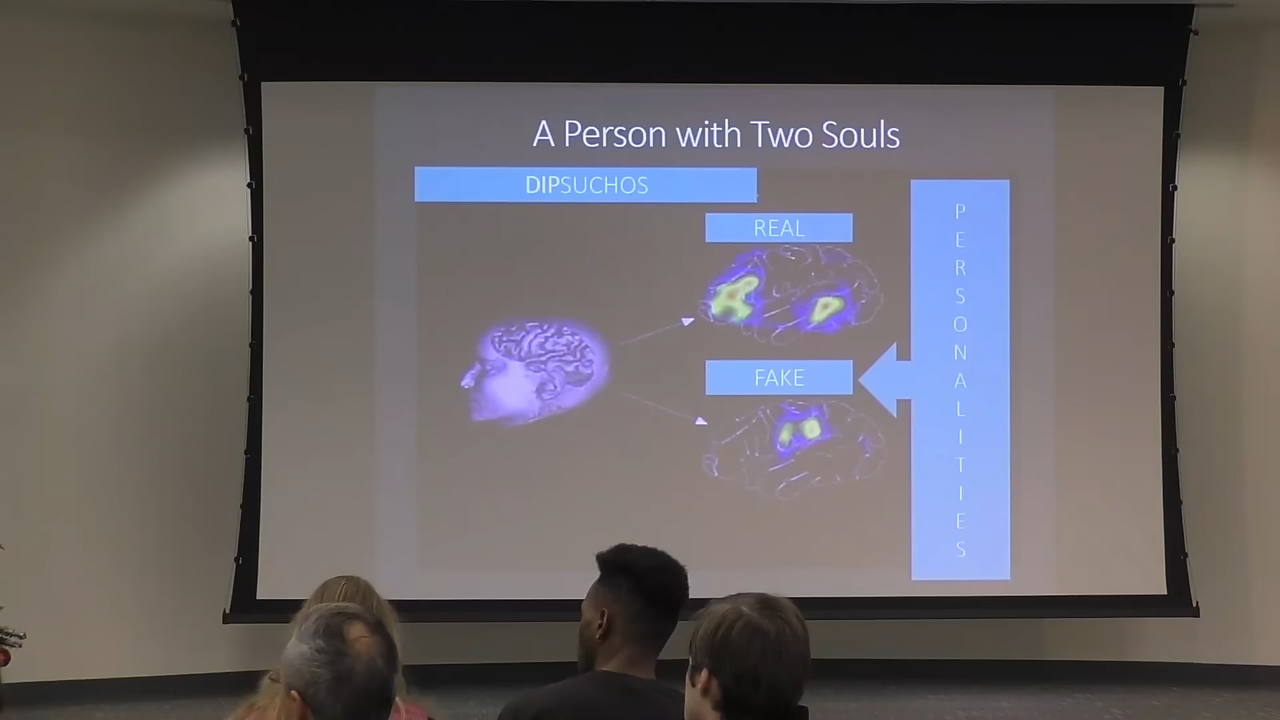 A Person with Two Souls
DIPSUCHOS
REAL
FAKE
PERSONALITIES